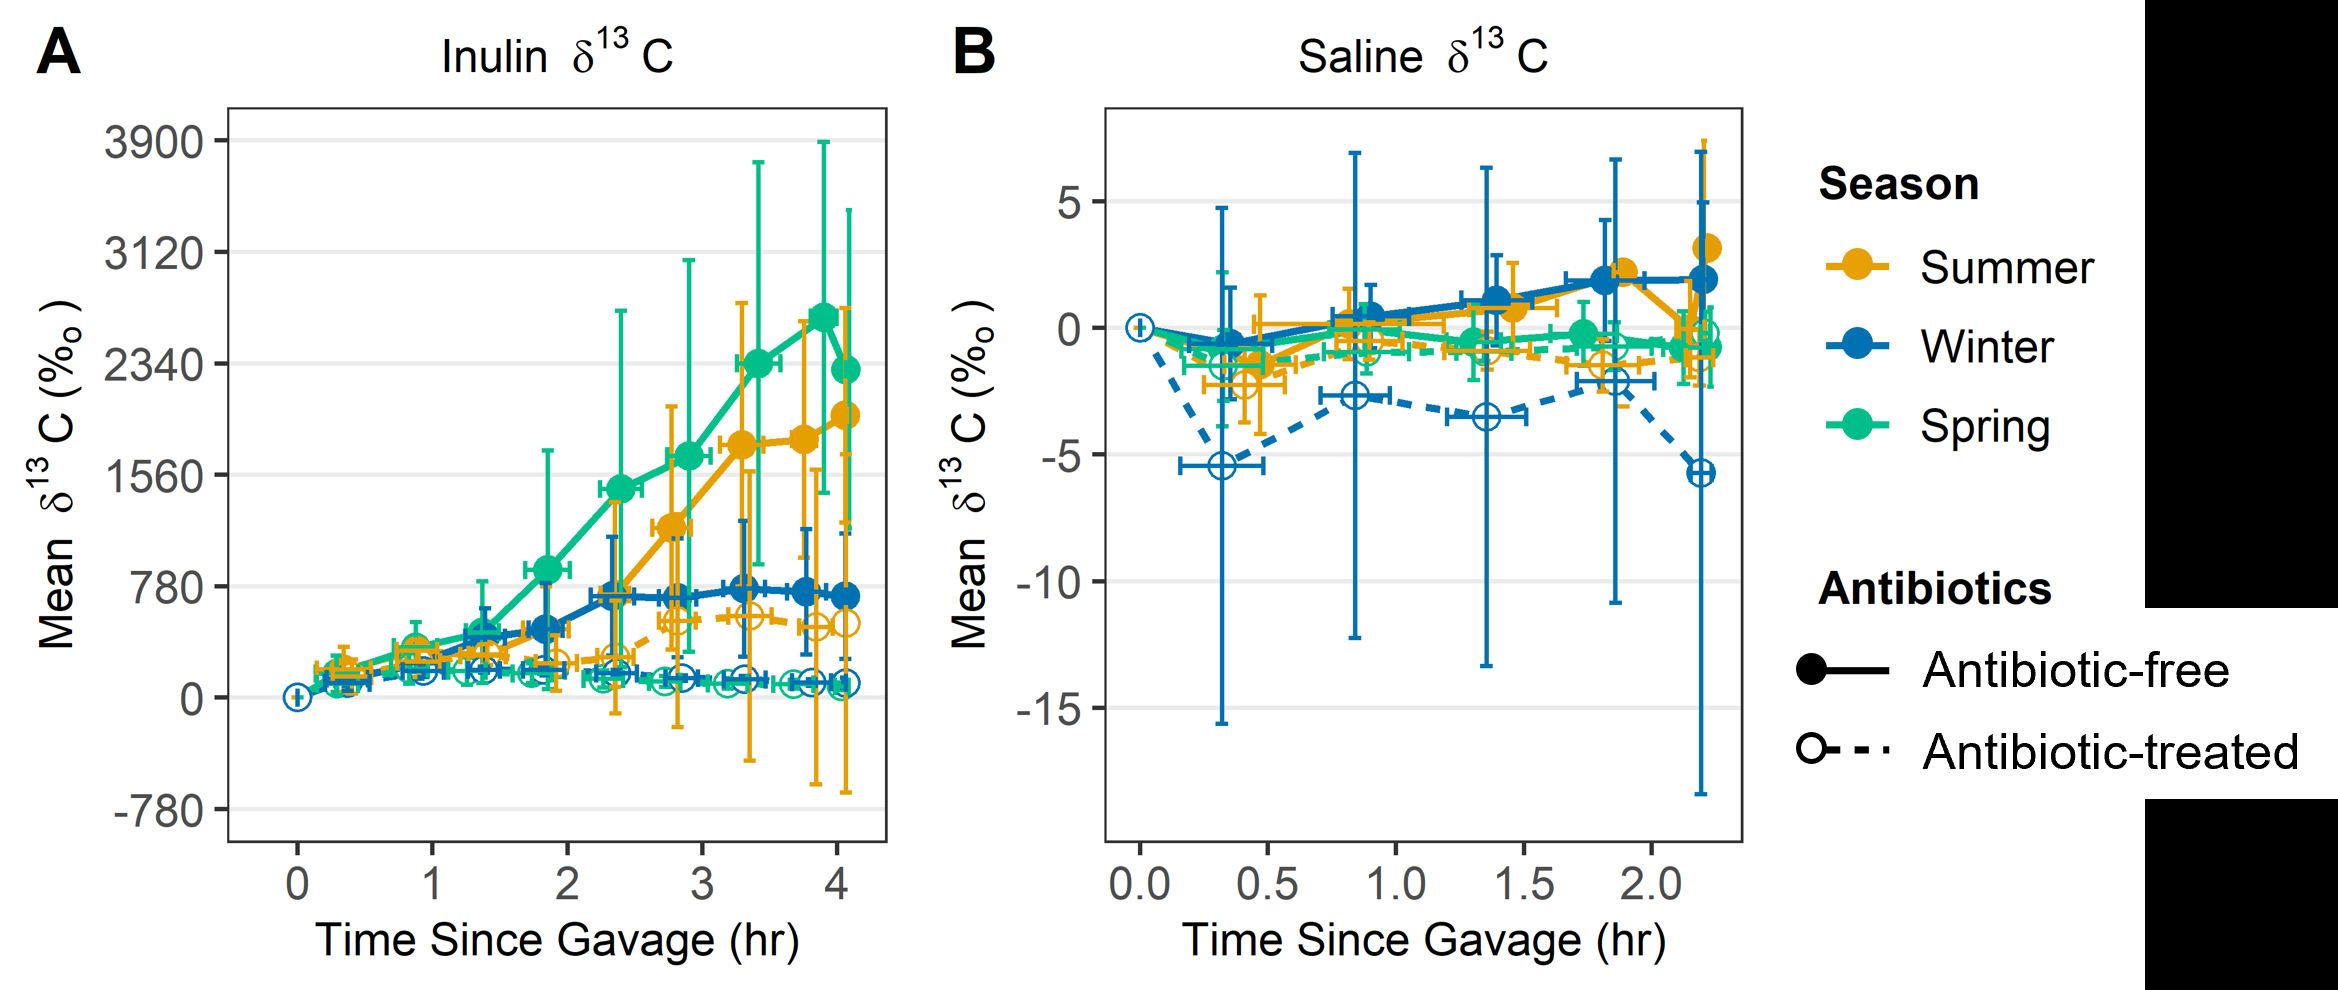 A
Inulin δ13 C
3900
3120
2340
1560
780
0
-780
Mean δ13 C (‰)
0 1 2 3 4
Time Since Gavage (hr)
B
Saline δ13 C
5
0
-5
-10
-15
Mean δ13 C (‰)
0.0 0.5 1.0 1.5 2.0
Time Since Gavage (hr)
Season
Summer
Winter
Spring
Antibiotics
Antibiotic-free
Antibiotic-treated